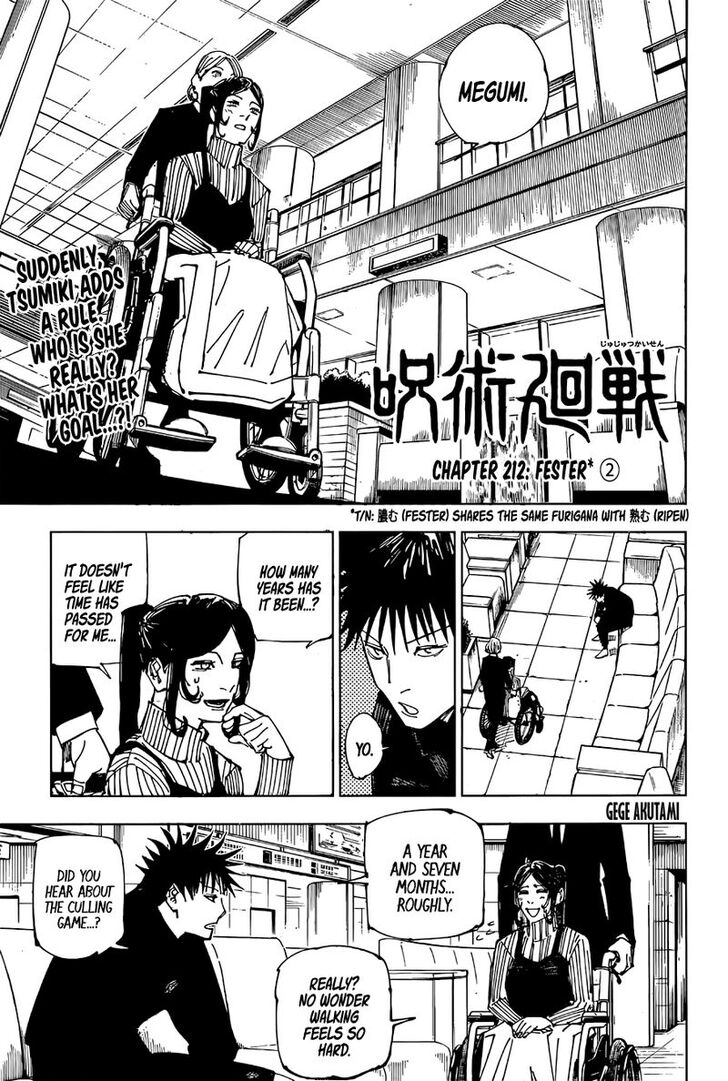 MEGUMI.
SUDDENLY,
TSUMIKI ADDS
A RULE.
WHO IS SHE
REALLY?
WHAT'S HER
GOAL...?!
じゅじゅつかいせん
呪術廻戦
CHAPTER 212: FESTER* ②
*T/N: 膿む (FESTER) SHARES THE SAME FURIGANA WITH 熟む (RIPEN)
YO.
HOW MANY
YEARS HAS
IT BEEN...?
IT DOESN'T
FEEL LIKE
TIME HAS
PASSED
FOR ME...
GEGE AKUTAMI
A YEAR
AND SEVEN
MONTHS...
ROUGHLY.
REALLY?
NO WONDER
WALKING
FEELS SO
HARD.
DID YOU
HEAR ABOUT
THE CULLING
GAME...?